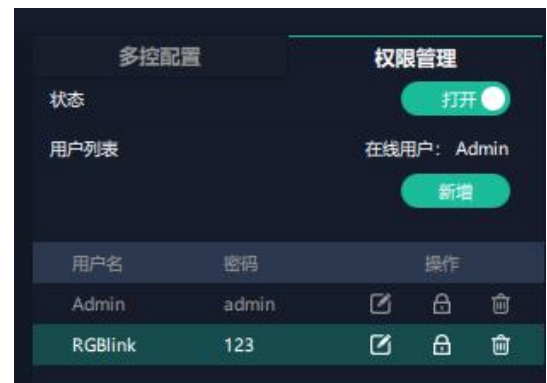 多控配置 权限管理
状态 打开
用户列表 在线用户： Admin
新增
用户名 密码 操作
Admin admin
RGBlink 123